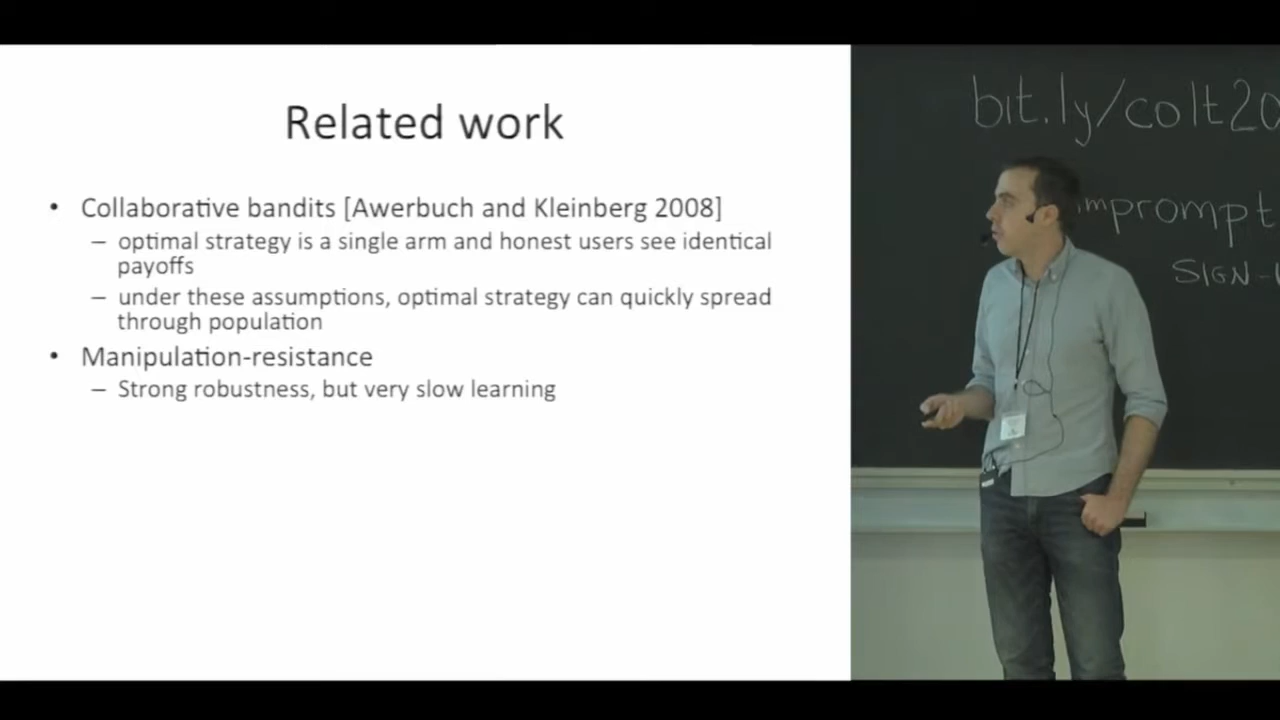 Related work
• Collaborative bandits [Awerbuch and Kleinberg 2008]
– optimal strategy is a single arm and honest users see identical
payoffs
– under these assumptions, optimal strategy can quickly spread
through population
• Manipulation-resistance
– Strong robustness, but very slow learning
bit.ly/colt20
imprompt
SIGN-